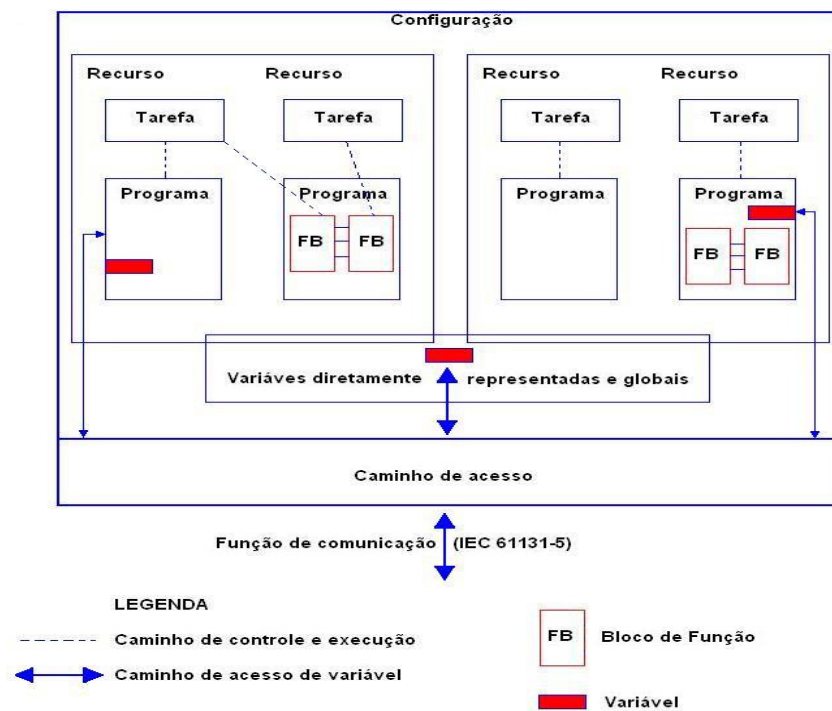 Configuração
Recurso Recurso Recurso Recurso
Tarefa Tarefa Tarefa Tarefa
Programa Programa Programa Programa
FB FB FB FB
Variáves diretamente representadas e globais
Caminho de acesso
Função de comunicação (IEC 61131-5)
LEGENDA
Caminho de controle e execução
Caminho de acesso de variável
FB Bloco de Função
Variável